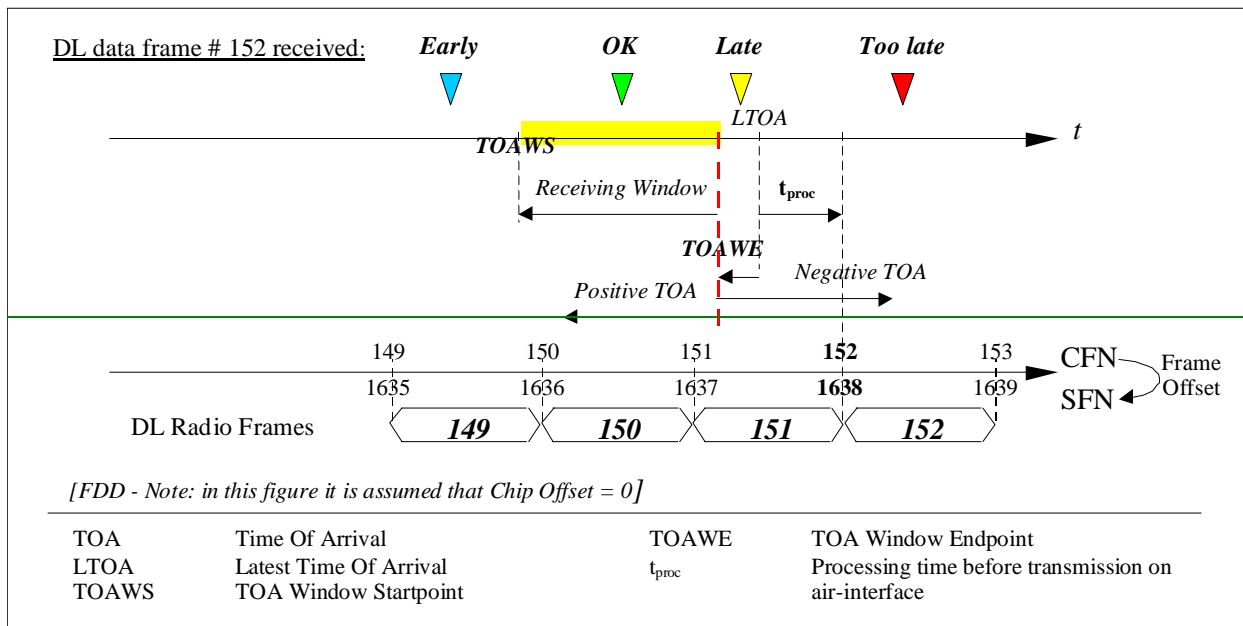 DL data frame # 152 received:
Early
OK
Late
Too late
LTOA
t
TOAWS
Receiving Window
tproc
TOAWE
Negative TOA
Positive TOA
149 150 151 152 153
CFN
Frame
Offset
1635 1636 1637 1638 1639
SFN
DL Radio Frames
149 150 151 152
[FDD - Note: in this figure it is assumed that Chip Offset = 0]
TOA Time Of Arrival TOAWE TOA Window Endpoint
LTOA Latest Time Of Arrival tproc Processing time before transmission on
TOAWS TOA Window Startpoint air-interface